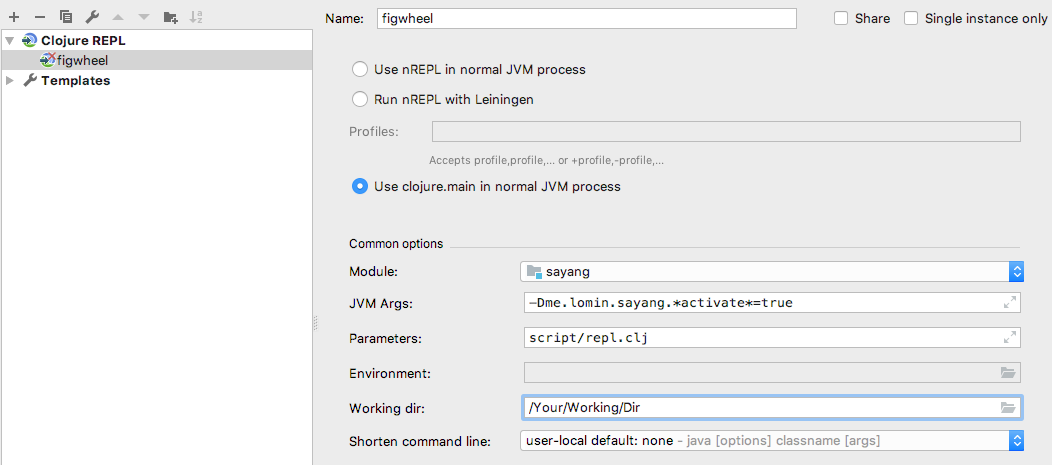 Name: figwheel Share Single instance only
Clojure REPL
figwheel
Templates
Use nREPL in normal JVM process
Run nREPL with Leiningen
Profiles:
Accepts profile,profile,... or +profile,-profile,...
Use clojure.main in normal JVM process
Common options
Module: sayang
JVM Args: –Dme.lomin.sayang.*activate*=true
Parameters: script/repl.clj
Environment:
Working dir: /Your/Working/Dir
Shorten command line: user-local default: none - java [options] classname [args]